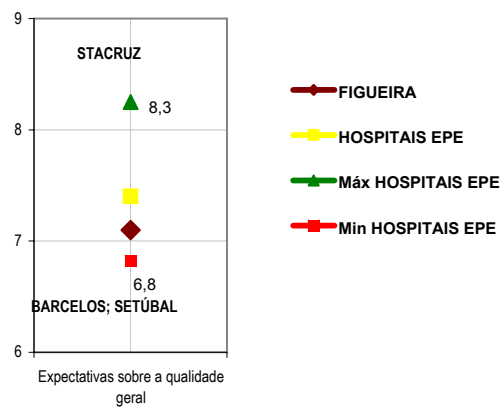 9
STACRUZ
8,3
8
7
6,8
BARCELOS; SETÚBAL
6
Expectativas sobre a qualidade
geral
FIGUEIRA
HOSPITAIS EPE
Máx HOSPITAIS EPE
Min HOSPITAIS EPE